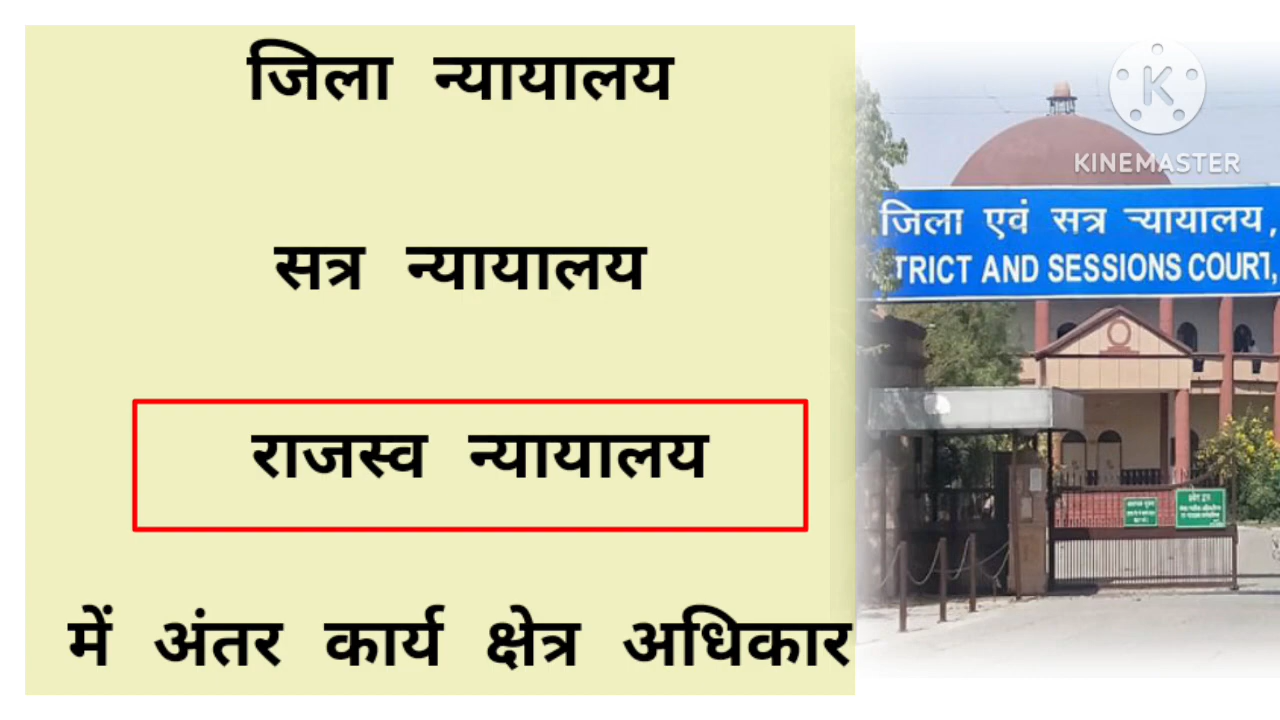 जिला न्यायालय
सत्र न्यायालय
राजस्व न्यायालय
में अंतर कार्य क्षेत्र अधिकार
K
KINEMASTER
जिला एवं सत्र न्यायालय,
TRICT AND SESSIONS COURT,